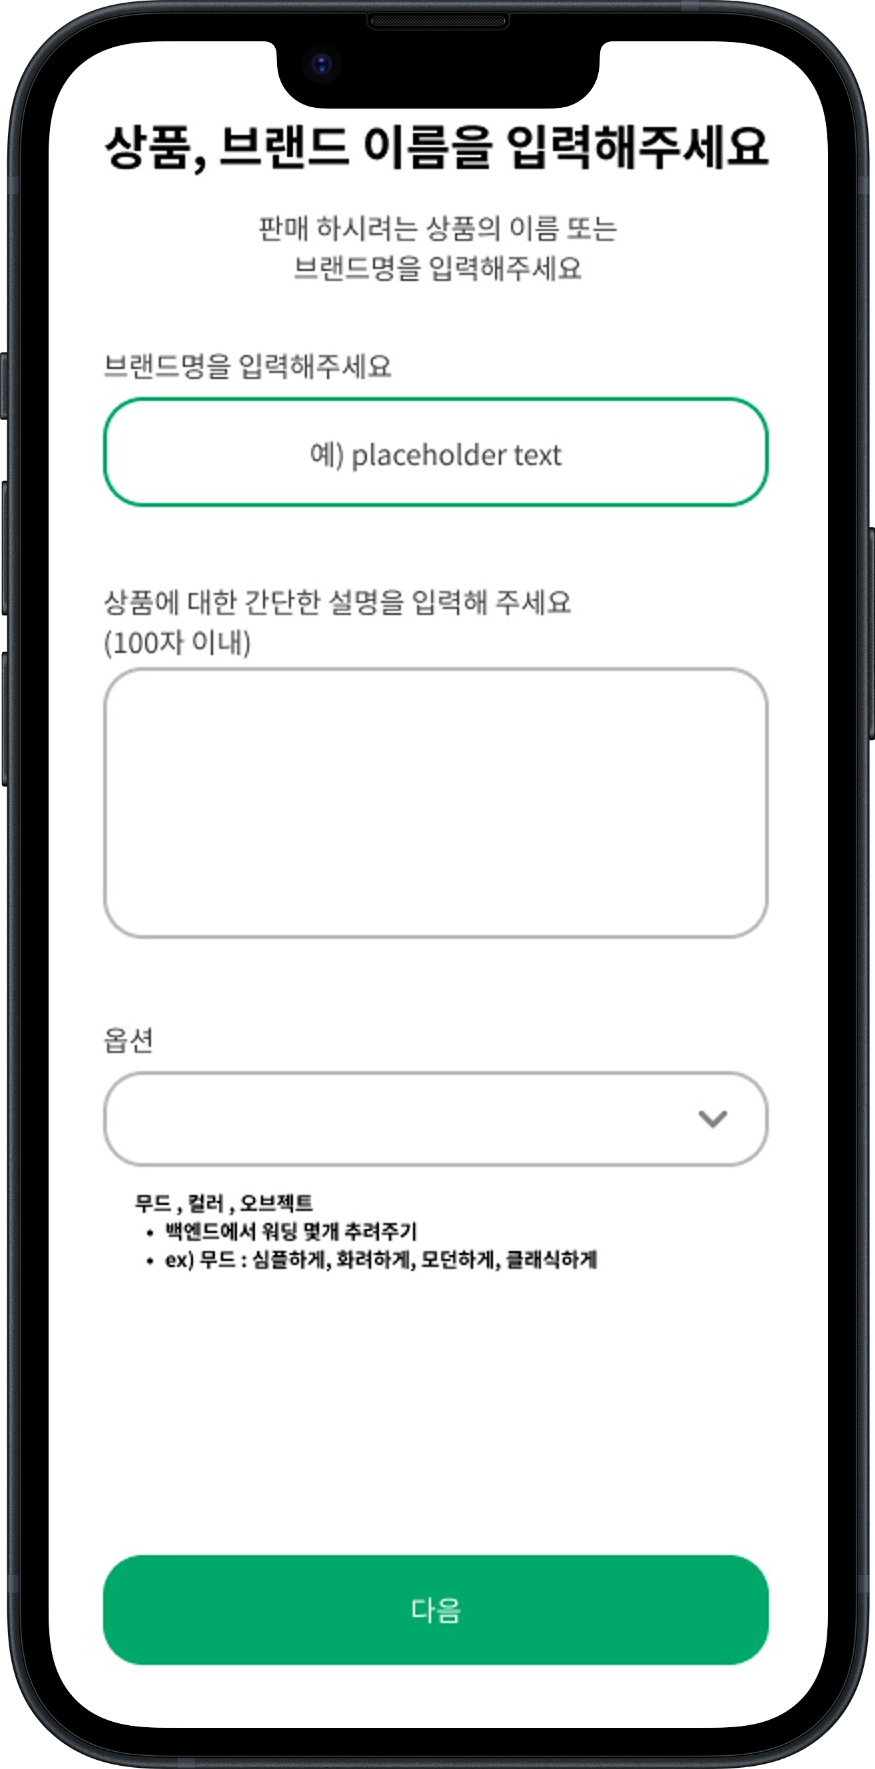 상품, 브랜드 이름을 입력해주세요
판매 하시려는 상품의 이름 또는
브랜드명을 입력해주세요
브랜드명을 입력해주세요
예) placeholder text
상품에 대한 간단한 설명을 입력해 주세요
(100자 이내)
옵션
무드 , 컬러 , 오브젝트
• 백엔드에서 워딩 몇개 추려주기
• ex) 무드 : 심플하게, 화려하게, 모던하게, 클래식하게
다음